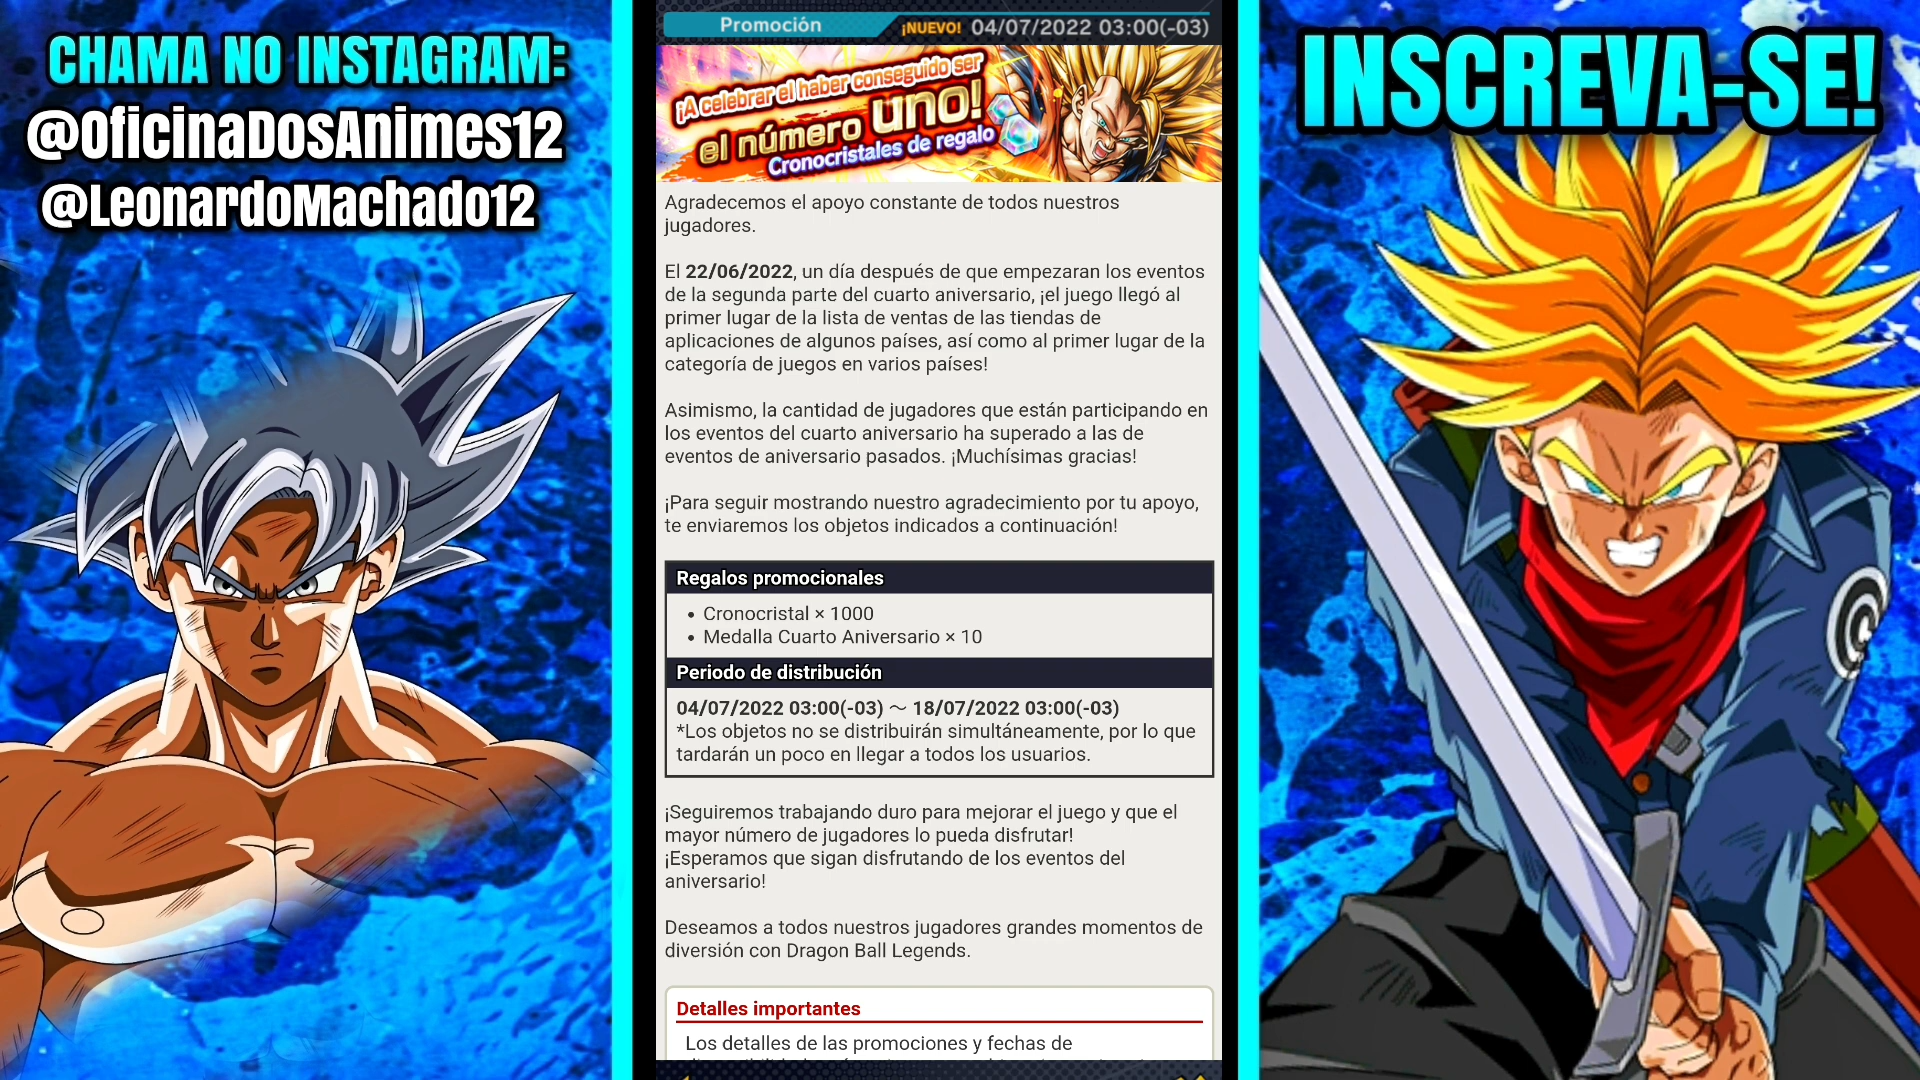 CHAMA NO INSTAGRAM:
@OficinaDosAnimes12
@LeonardoMachado12
Promoción
¡NUEVO! 04/07/2022 03:00(-03)
¡A celebrar el haber conseguido ser
el número uno!
Cronocristales de regalo
Agradecemos el apoyo constante de todos nuestros
jugadores.
El 22/06/2022, un día después de que empezaran los eventos
de la segunda parte del cuarto aniversario, ¡el juego llegó al
primer lugar de la lista de ventas de las tiendas de
aplicaciones de algunos países, así como al primer lugar de la
categoría de juegos en varios países!
Asimismo, la cantidad de jugadores que están participando en
los eventos del cuarto aniversario ha superado a las de
eventos de aniversario pasados. ¡Muchísimas gracias!
¡Para seguir mostrando nuestro agradecimiento por tu apoyo,
te enviaremos los objetos indicados a continuación!
Regalos promocionales
• Cronocristal × 1000
• Medalla Cuarto Aniversario × 10
Periodo de distribución
04/07/2022 03:00(-03) ～ 18/07/2022 03:00(-03)
*Los objetos no se distribuirán simultáneamente, por lo que
tardarán un poco en llegar a todos los usuarios.
¡Seguiremos trabajando duro para mejorar el juego y que el
mayor número de jugadores lo pueda disfrutar!
¡Esperamos que sigan disfrutando de los eventos del
aniversario!
Deseamos a todos nuestros jugadores grandes momentos de
diversión con Dragon Ball Legends.
Detalles importantes
Los detalles de las promociones y fechas de
INSCREVA-SE!